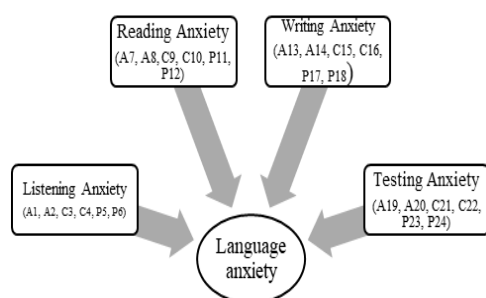 Reading Anxiety
(A7, A8, C9, C10, P11,
P12)
Writing Anxiety
(A13, A14, C15, C16,
P17, P18)
Listening Anxiety
(A1, A2, C3, C4, P5, P6)
Testing Anxiety
(A19, A20, C21, C22,
P23, P24)
Language
anxiety